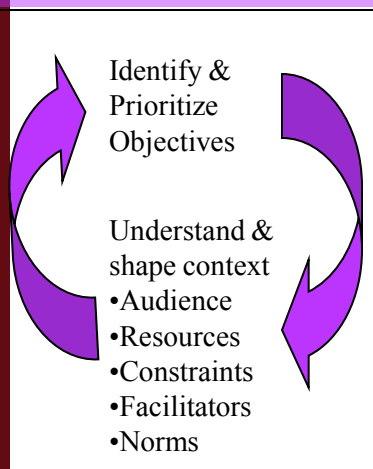 Identify &
Prioritize
Objectives
Understand &
shape context
•Audience
•Resources
•Constraints
•Facilitators
•Norms